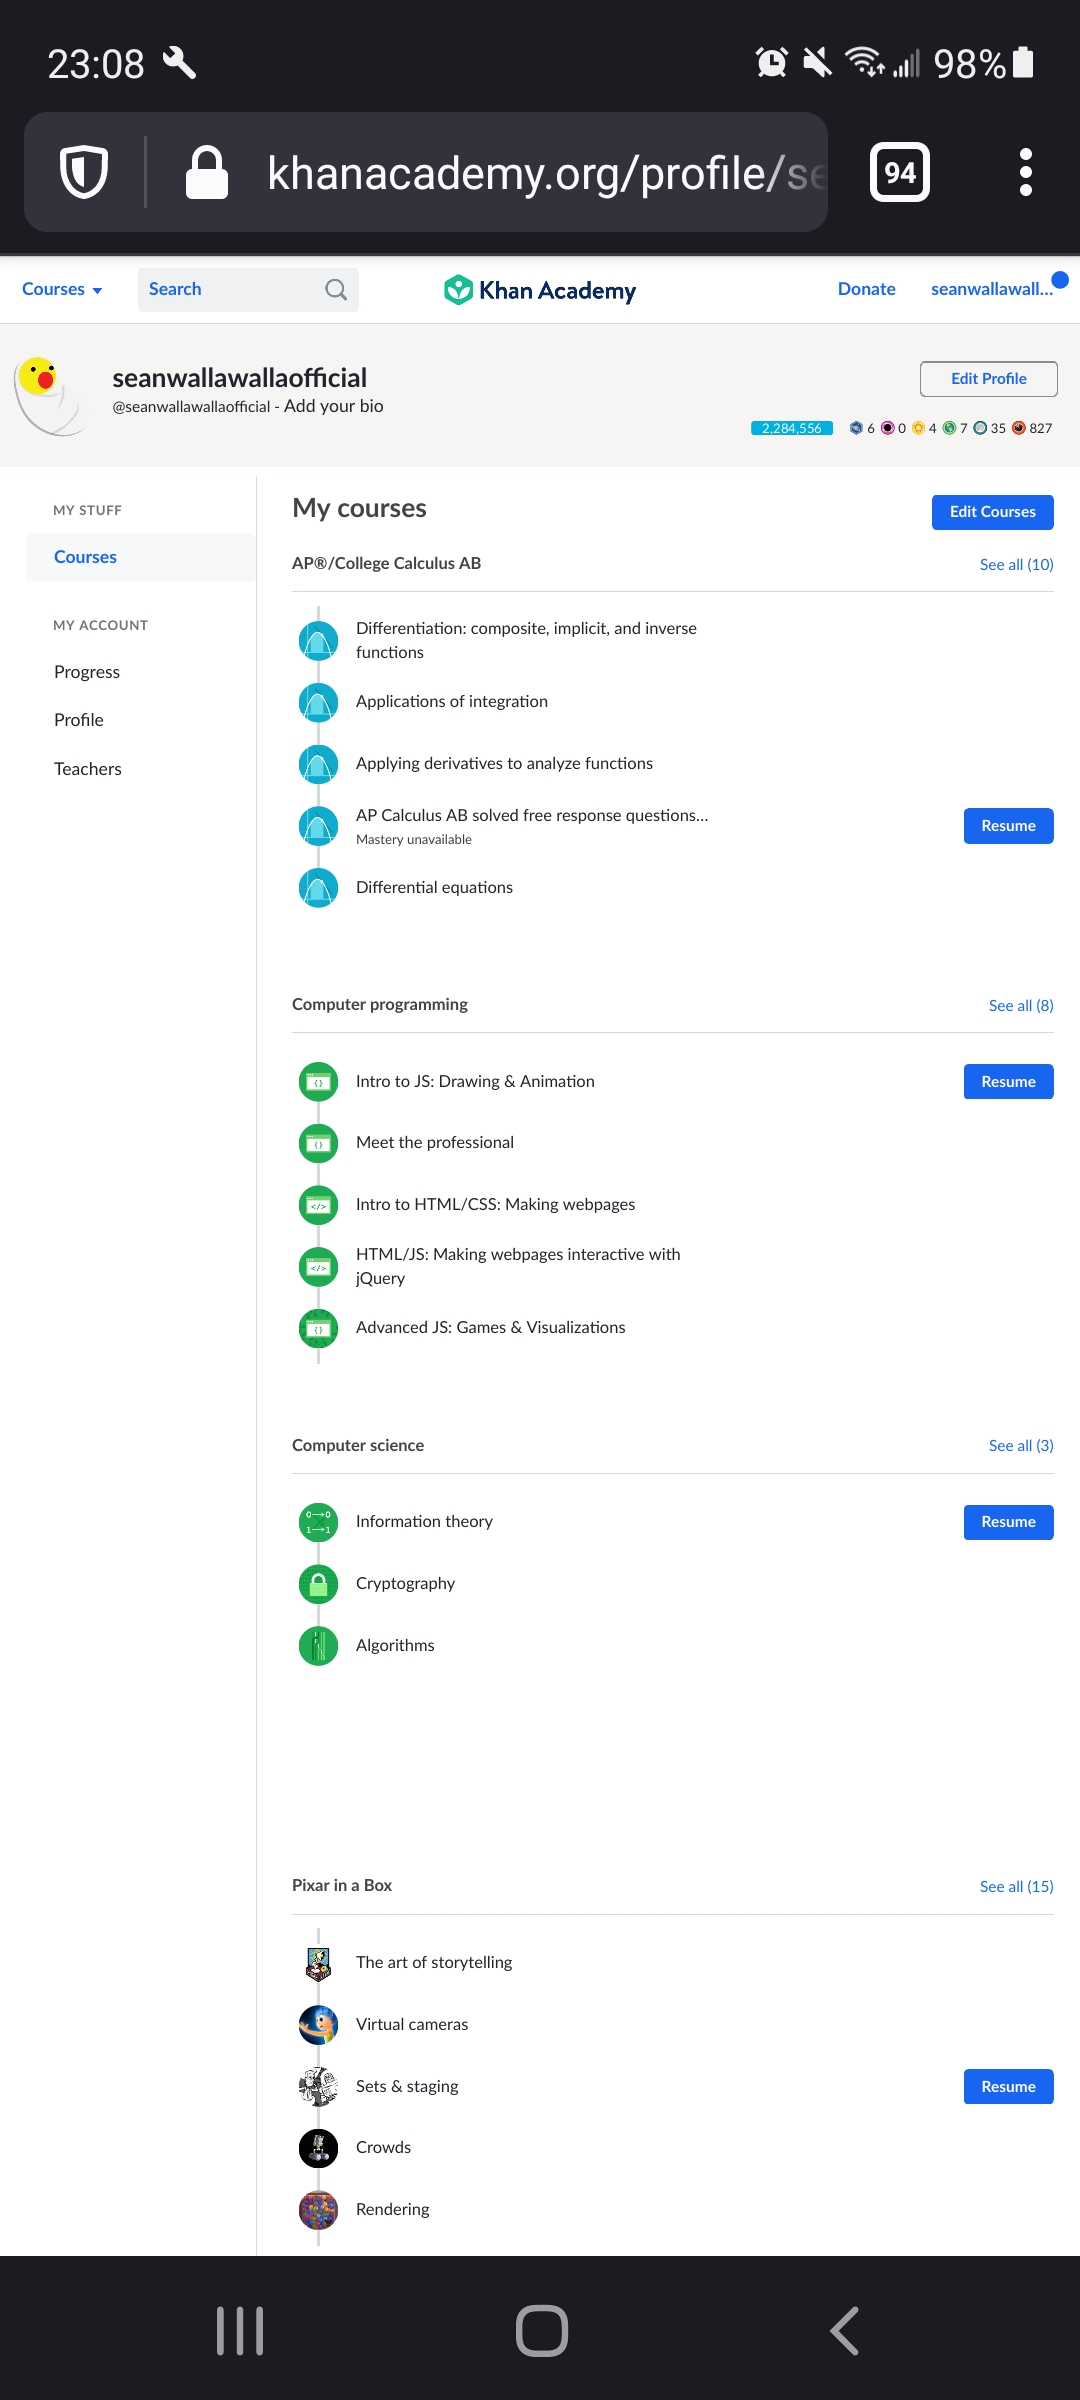 23:08
98%
khanacademy.org/profile/se
94
Courses
Search
Khan Academy
Donate
seanwallawall...
seanwallawallaofficial
@seanwallawallaofficial - Add your bio
Edit Profile
2,284,556 6 0 4 7 35 827
MY STUFF
Courses
MY ACCOUNT
Progress
Profile
Teachers
My courses
Edit Courses
AP®/College Calculus AB
See all (10)
Differentiation: composite, implicit, and inverse
functions
Applications of integration
Applying derivatives to analyze functions
AP Calculus AB solved free response questions...
Mastery unavailable
Resume
Differential equations
Computer programming
See all (8)
Intro to JS: Drawing & Animation
Resume
Meet the professional
Intro to HTML/CSS: Making webpages
HTML/JS: Making webpages interactive with
jQuery
Advanced JS: Games & Visualizations
Computer science
See all (3)
Information theory
Resume
Cryptography
Algorithms
Pixar in a Box
See all (15)
The art of storytelling
Virtual cameras
Sets & staging
Resume
Crowds
Rendering